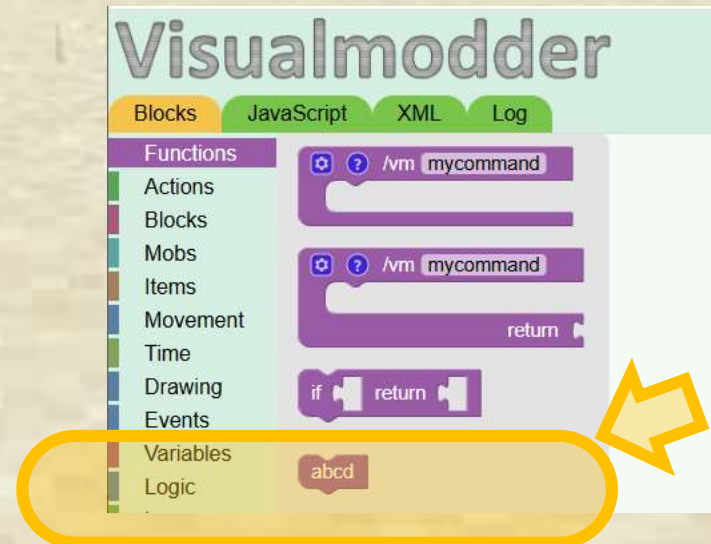 Visualmodder
Blocks JavaScript XML Log
Functions
Actions
Blocks
Mobs
Items
Movement
Time
Drawing
Events
Variables
Logic
? /vm mycommand
? /vm mycommand
return
if return
abcd